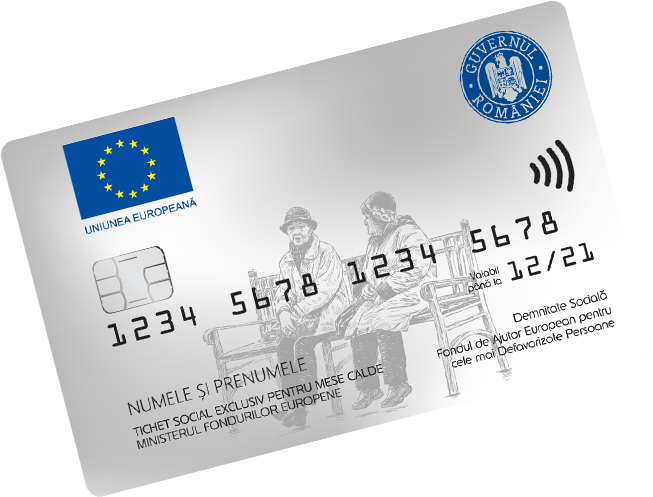 GUVERNUL ROMÂNIEI
UNIUNEA EUROPEANĂ
1234 5678 1234 5678
Valabil
până la
12/21
Demnitate Socială
Fondul de Ajutor European pentru
cele mai Defavorizate Persoane
NUMELE ȘI PRENUMELE
TICHET SOCIAL EXCLUSIV PENTRU MESE CALDE
MINISTERUL FONDURILOR EUROPENE